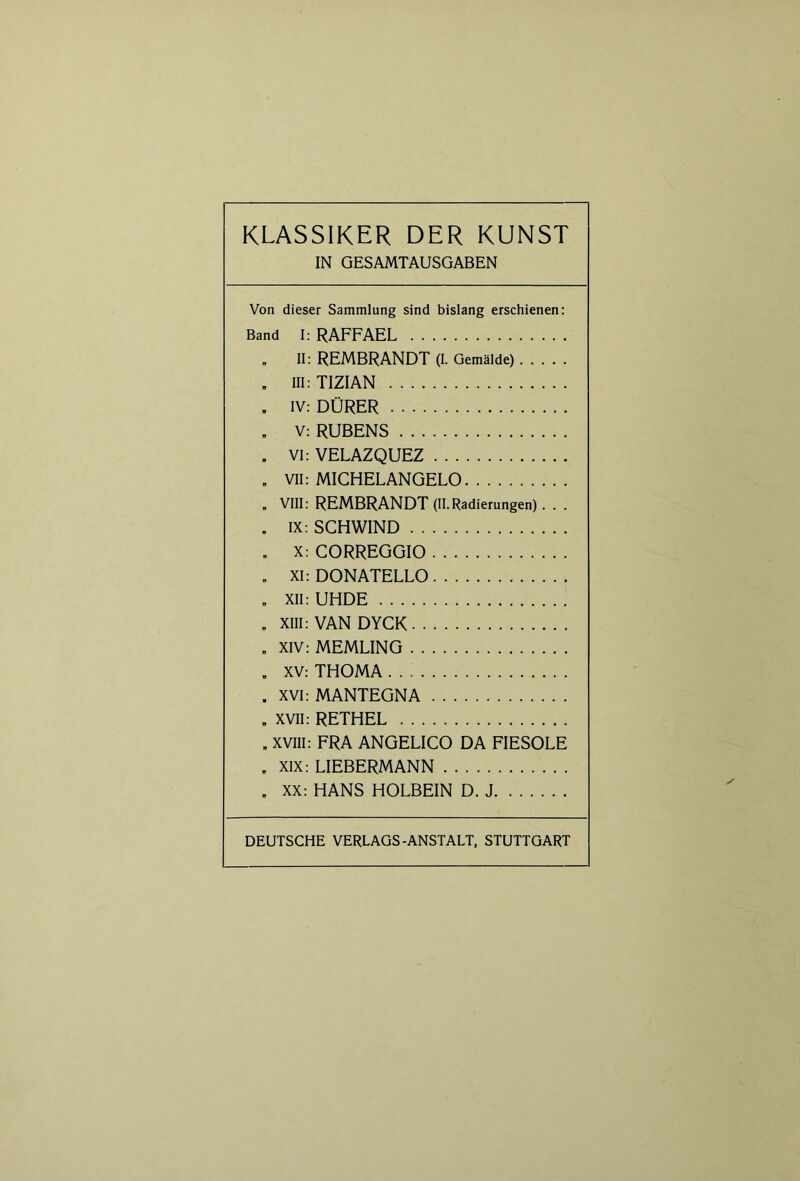 KLASSIKER DER KUNST
IN GESAMTAUSGABEN
Von dieser Sammlung sind bislang erschienen:
Band I: RAFFAEL . . . . . . . . . . . . . . .
„ II: REMBRANDT (I. Gemälde) . . . . .
„ III: TIZIAN . . . . . . . . . . . . . . . . .
„ IV: DÜRER . . . . . . . . . . . . . . . . .
„ V: RUBENS . . . . . . . . . . . . . . . .
„ VI: VELAZQUEZ . . . . . . . . . . . . .
„ VII: MICHELANGELO. . . . . . . . . .
„ VIII: REMBRANDT (II. Radierungen) . . .
„ IX: SCHWIND . . . . . . . . . . . . . . .
„ X: CORREGGIO . . . . . . . . . . . . .
„ XI: DONATELLO . . . . . . . . . . . . .
„ XII: UHDE . . . . . . . . . . . . . . . . . .
„ XIII: VAN DYCK . . . . . . . . . . . . . . .
„ XIV: MEMLING . . . . . . . . . . . . . . .
„ XV: THOMA . . . . . . . . . . . . . . . . .
„ XVI: MANTEGNA . . . . . . . . . . . . .
„ XVII: RETHEL . . . . . . . . . . . . . . . .
„ XVIII: FRA ANGELICO DA FIESOLE
„ XIX: LIEBERMANN . . . . . . . . . . . .
„ XX: HANS HOLBEIN D. J. . . . . . .
DEUTSCHE VERLAGS-ANSTALT, STUTTGART